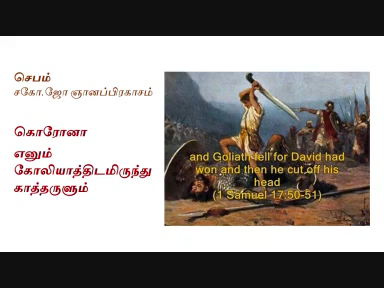 செபம்
சகோ.ஜோ ஞானப்பிரகாசம்
கொரோனா
எனும்
கோலியாத்திடமிருந்து
காத்தருளும்
and Goliath fell for David had
won and then he cut off his
head
(1 Samuel 17:50-51)